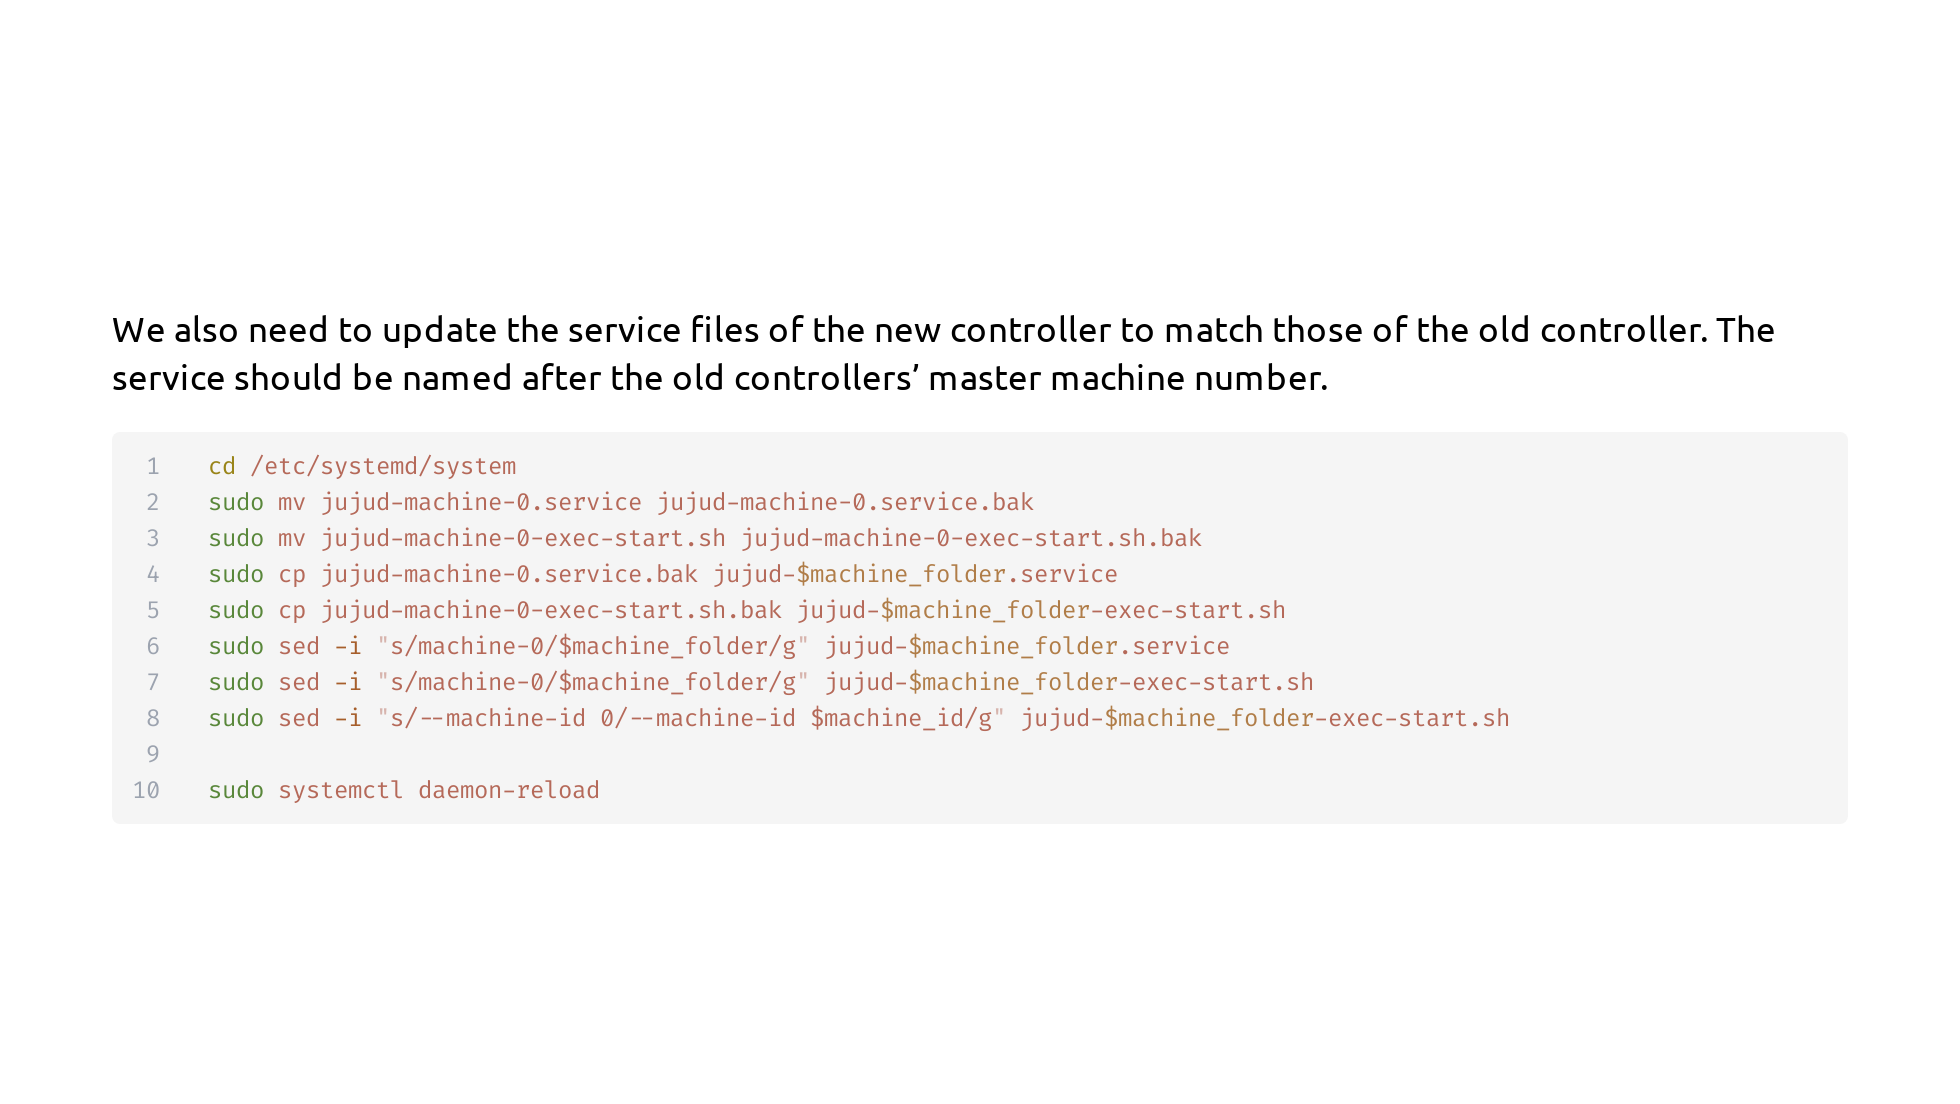 We also need to update the service files of the new controller to match those of the old controller. The
service should be named after the old controllers’ master machine number.
1 cd /etc/systemd/system
2 sudo mv jujud-machine-0.service jujud-machine-0.service.bak
3 sudo mv jujud-machine-0-exec-start.sh jujud-machine-0-exec-start.sh.bak
4 sudo cp jujud-machine-0.service.bak jujud-$machine_folder.service
5 sudo cp jujud-machine-0-exec-start.sh.bak jujud-$machine_folder-exec-start.sh
6 sudo sed -i "s/machine-0/$machine_folder/g" jujud-$machine_folder.service
7 sudo sed -i "s/machine-0/$machine_folder/g" jujud-$machine_folder-exec-start.sh
8 sudo sed -i "s/--machine-id 0/--machine-id $machine_id/g" jujud-$machine_folder-exec-start.sh
9
10 sudo systemctl daemon-reload